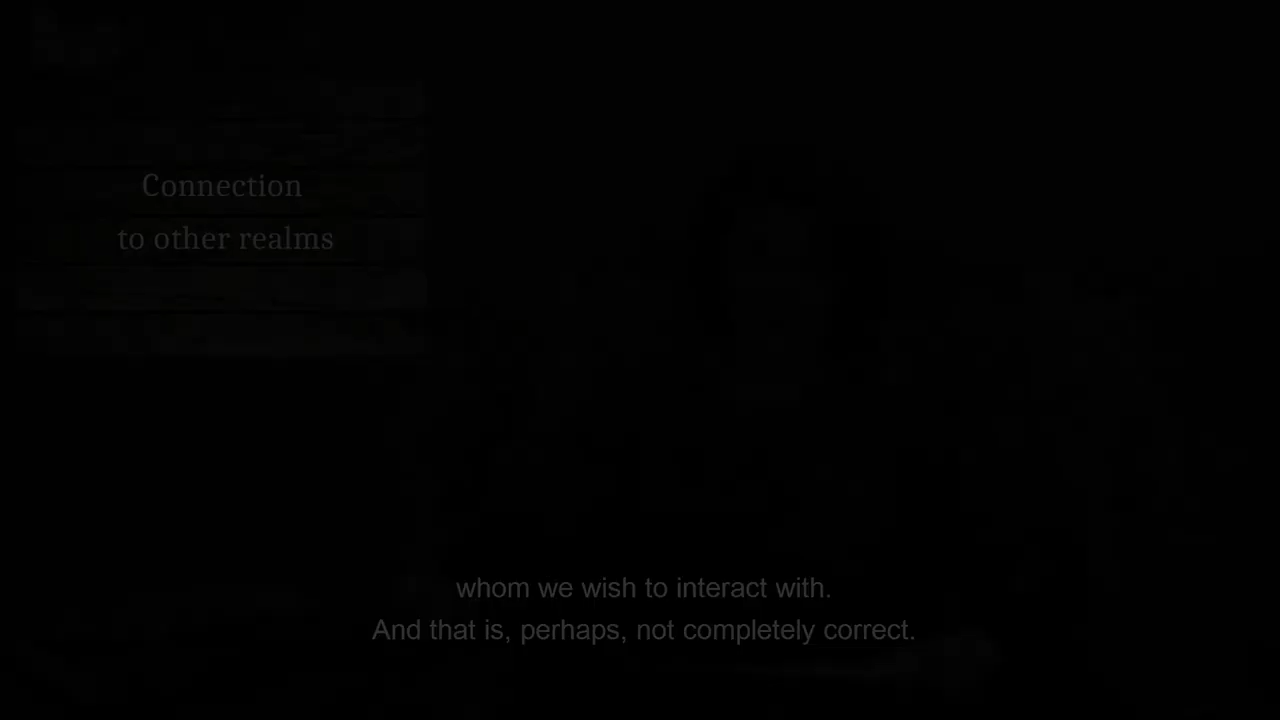 Connection
to other realms
whom we wish to interact with.
And that is, perhaps, not completely correct.